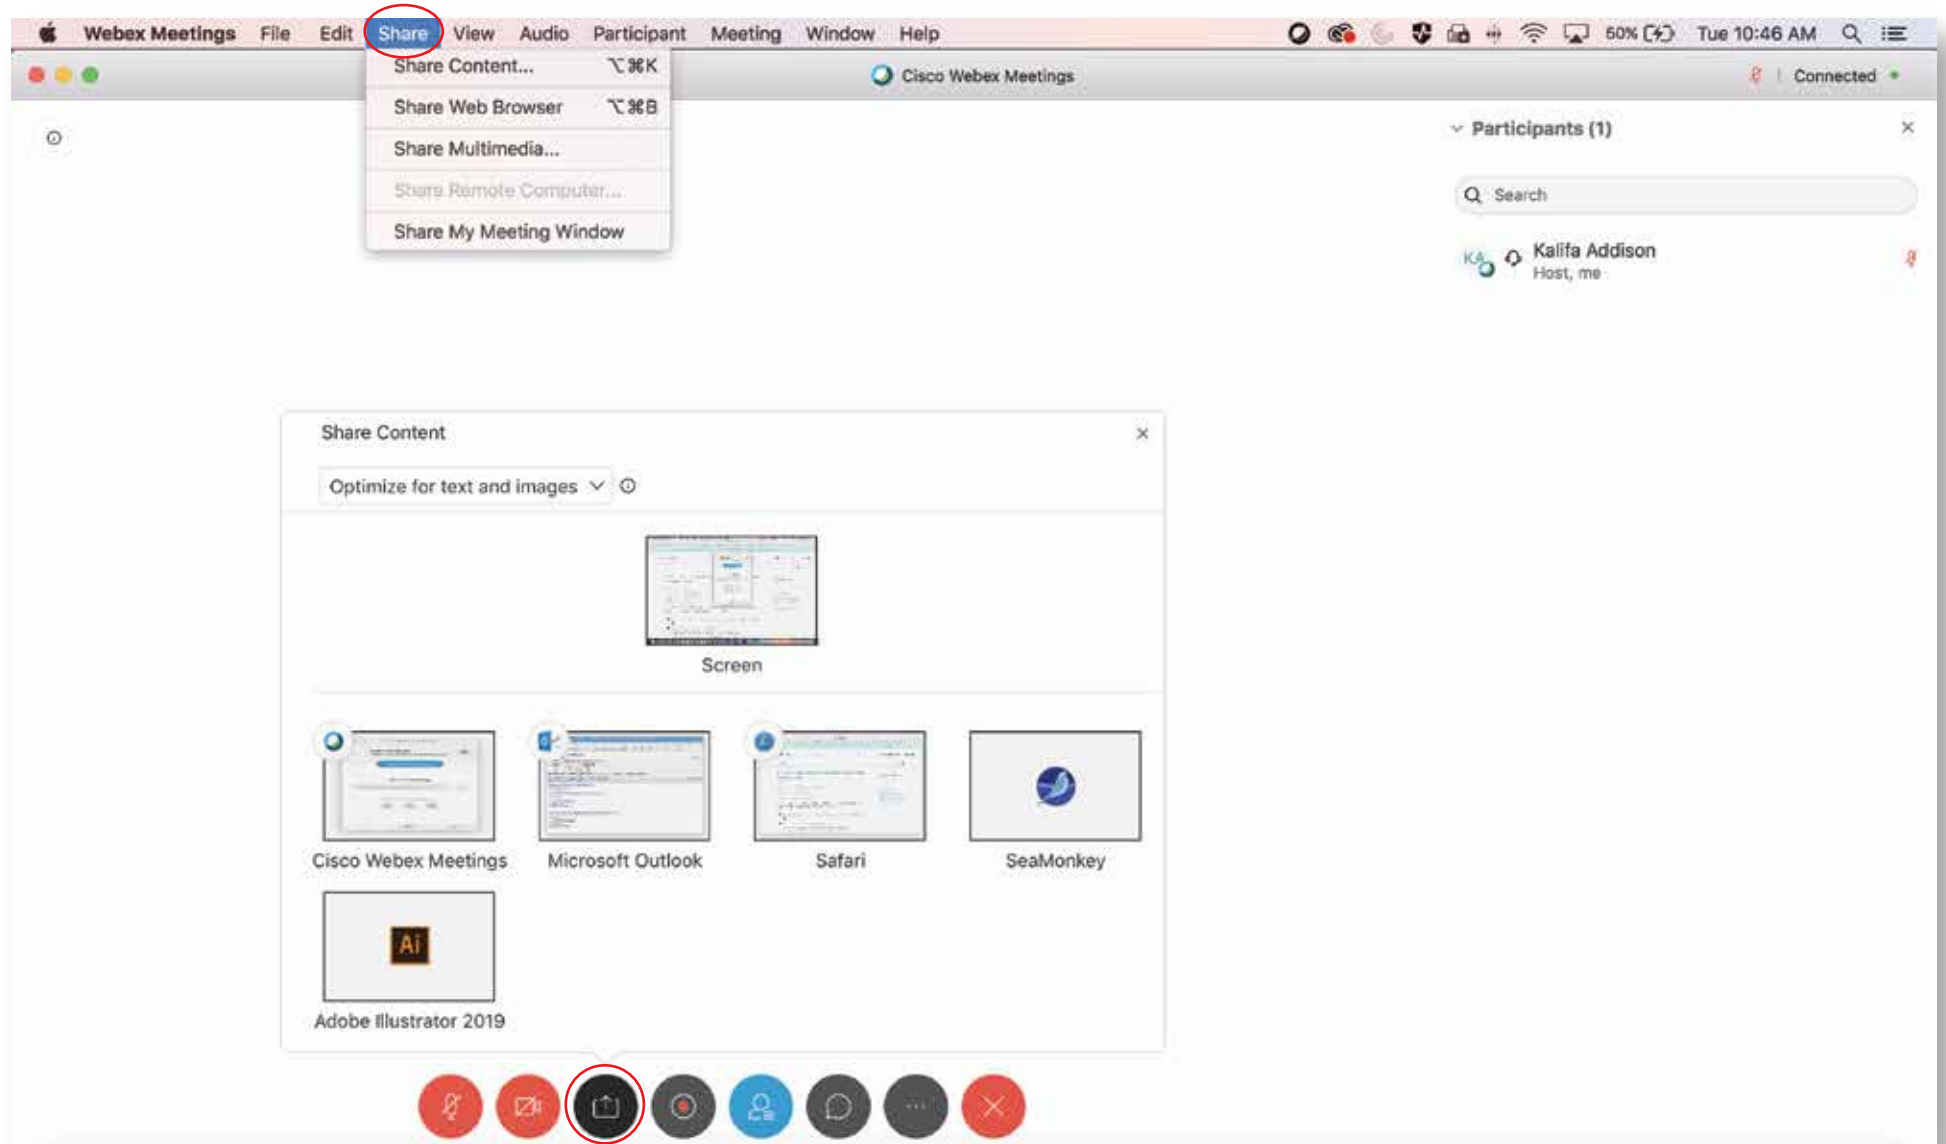 Webex Meetings File Edit Share View Audio Participant Meeting Window Help 50% Tue 10:46 AM
Share Content... ⌥⌘K
Share Web Browser ⌥⌘B
Share Multimedia...
Share Remote Computer...
Share My Meeting Window
Cisco Webex Meetings
Connected
Participants (1)
Search
KA
Kalifa Addison
Host, me
Share Content
Optimize for text and images
Screen
Cisco Webex Meetings
Microsoft Outlook
Safari
SeaMonkey
Ai
Adobe Illustrator 2019